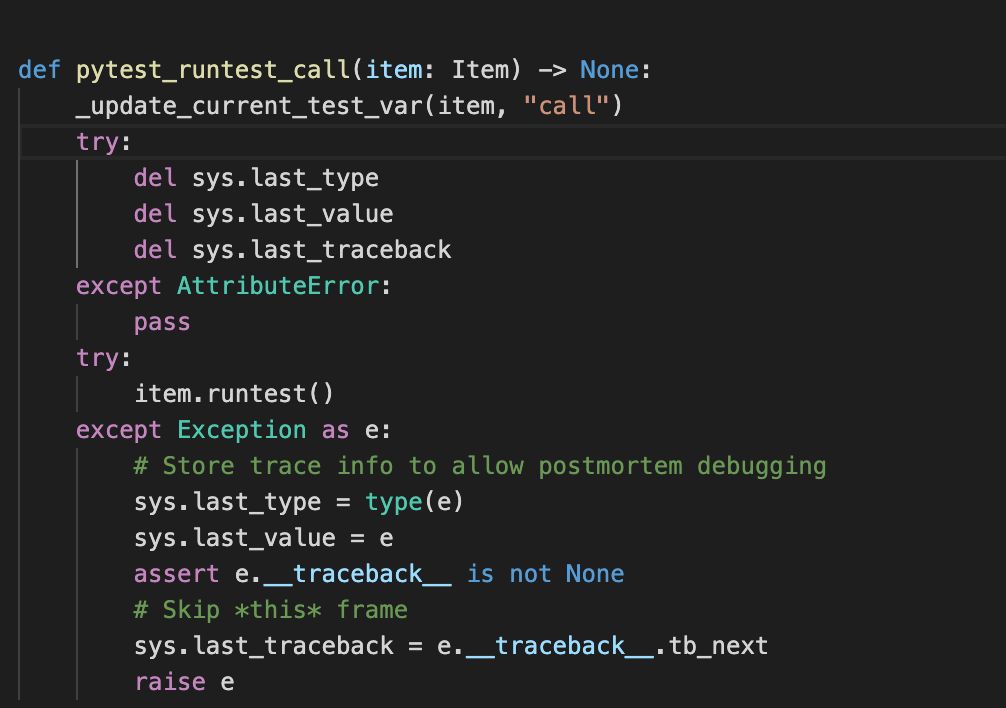 def pytest_runtest_call(item: Item) -> None:
    _update_current_test_var(item, "call")
    try:
        del sys.last_type
        del sys.last_value
        del sys.last_traceback
    except AttributeError:
        pass
    try:
        item.runtest()
    except Exception as e:
        # Store trace info to allow postmortem debugging
        sys.last_type = type(e)
        sys.last_value = e
        assert e.__traceback__ is not None
        # Skip *this* frame
        sys.last_traceback = e.__traceback__.tb_next
        raise e